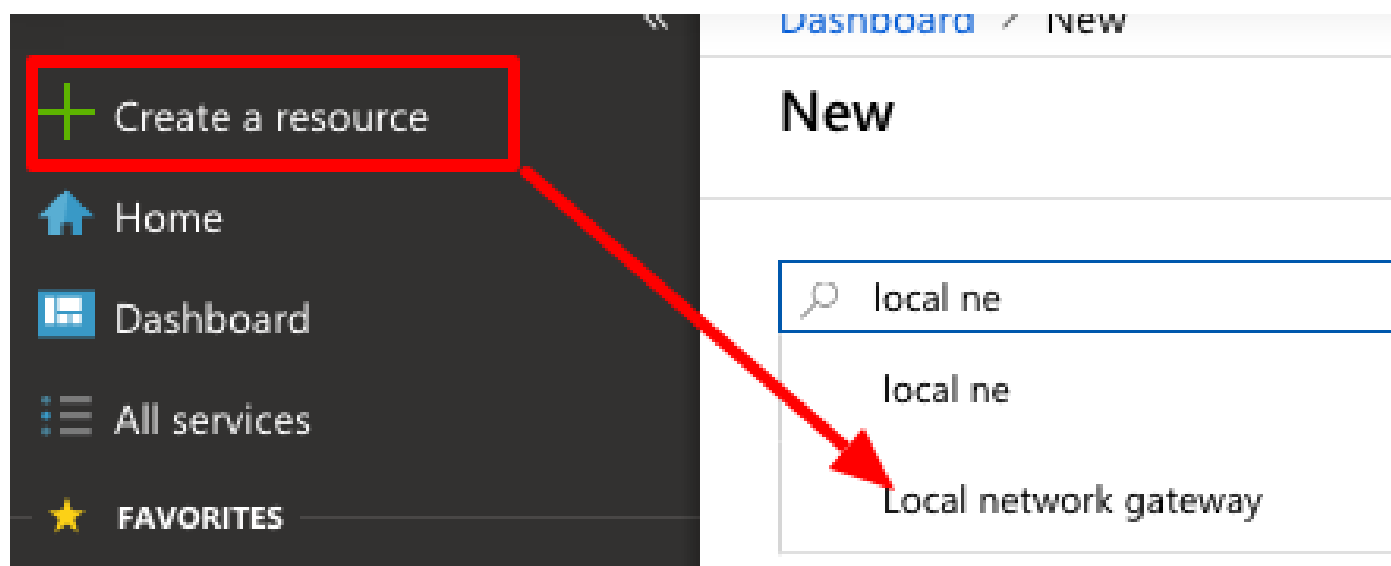 Create a resource
Home
Dashboard
All services
FAVORITES
Dashboard > New
New
local ne
local ne
Local network gateway